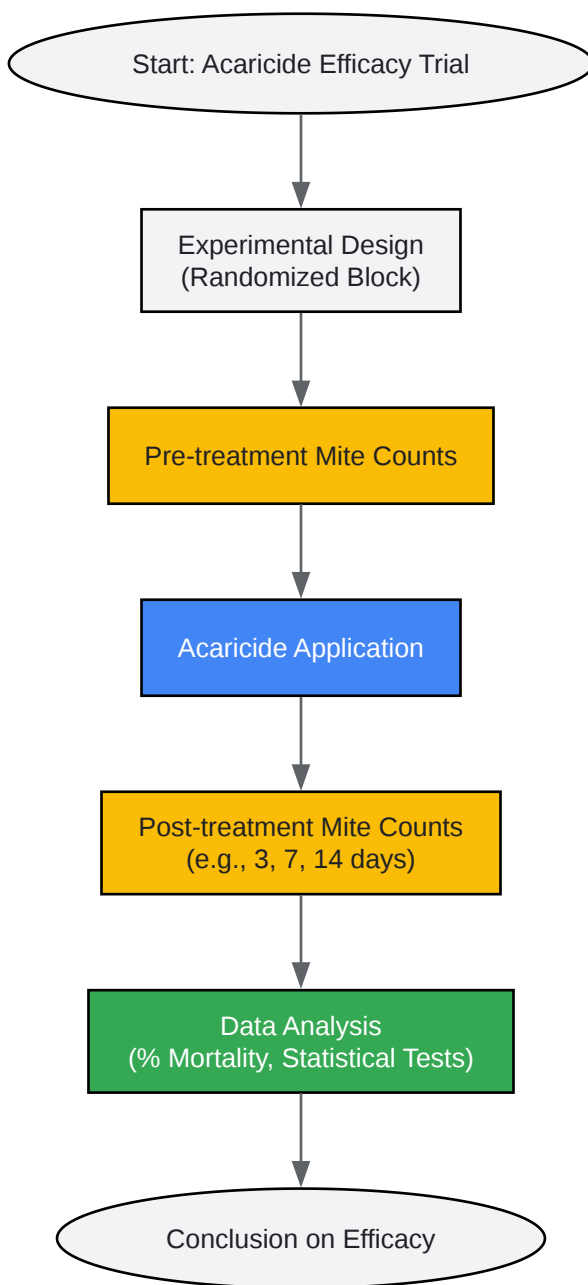 Start: Acaricide Efficacy Trial
Experimental Design
(Randomized Block)
Pre-treatment Mite Counts
Acaricide Application
Post-treatment Mite Counts
(e.g., 3, 7, 14 days)
Data Analysis
(% Mortality, Statistical Tests)
Conclusion on Efficacy